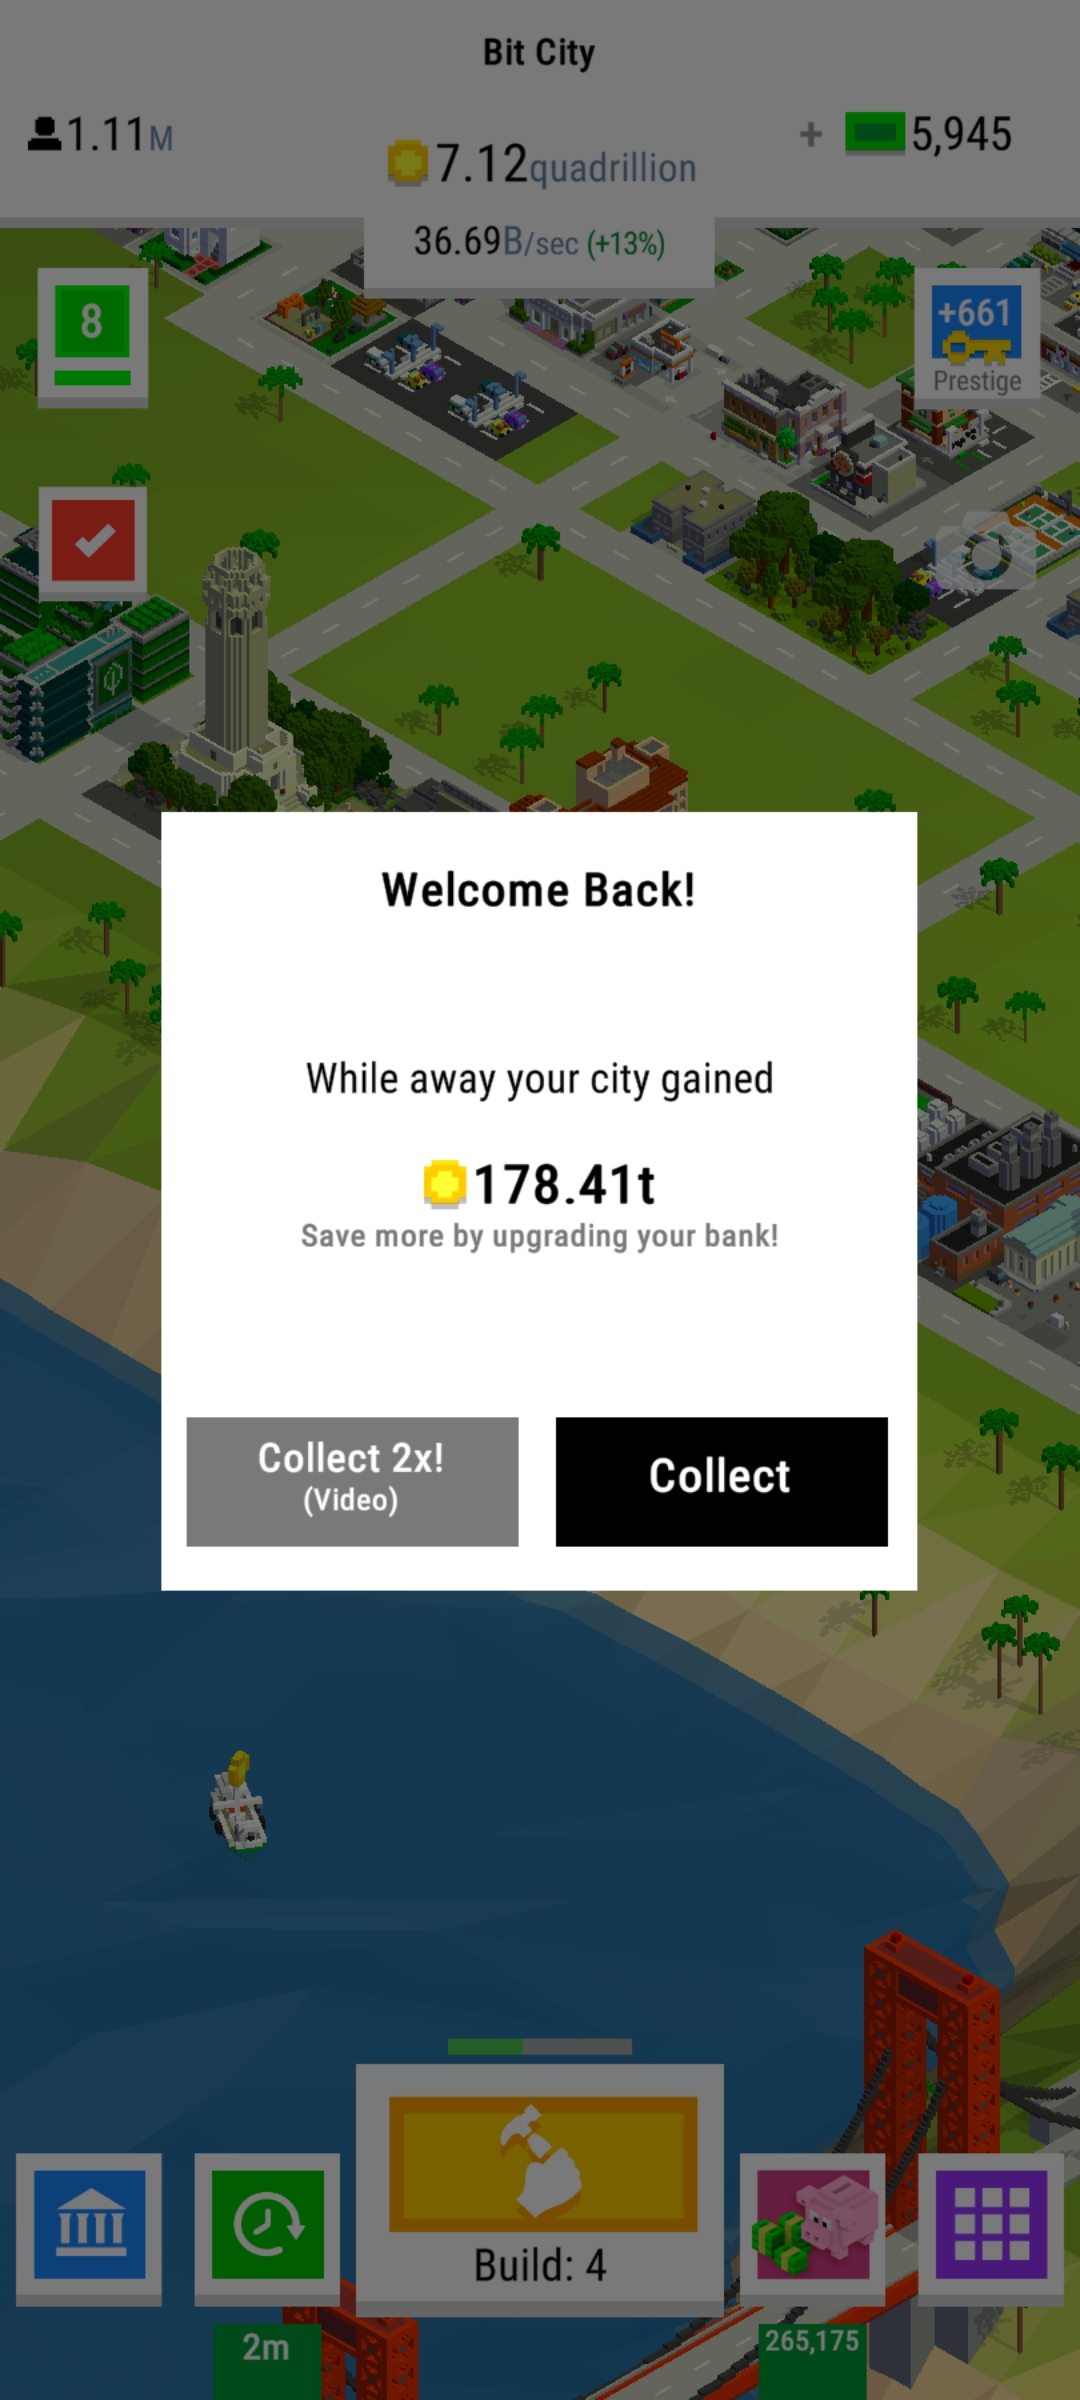 Bit City
1.11M
7.12quadrillion
+ 5,945
36.69B/sec (+13%)
8
+661
Prestige
Welcome Back!
While away your city gained
178.41t
Save more by upgrading your bank!
Collect 2x!
(Video)
Collect
Build: 4
2m
265,175